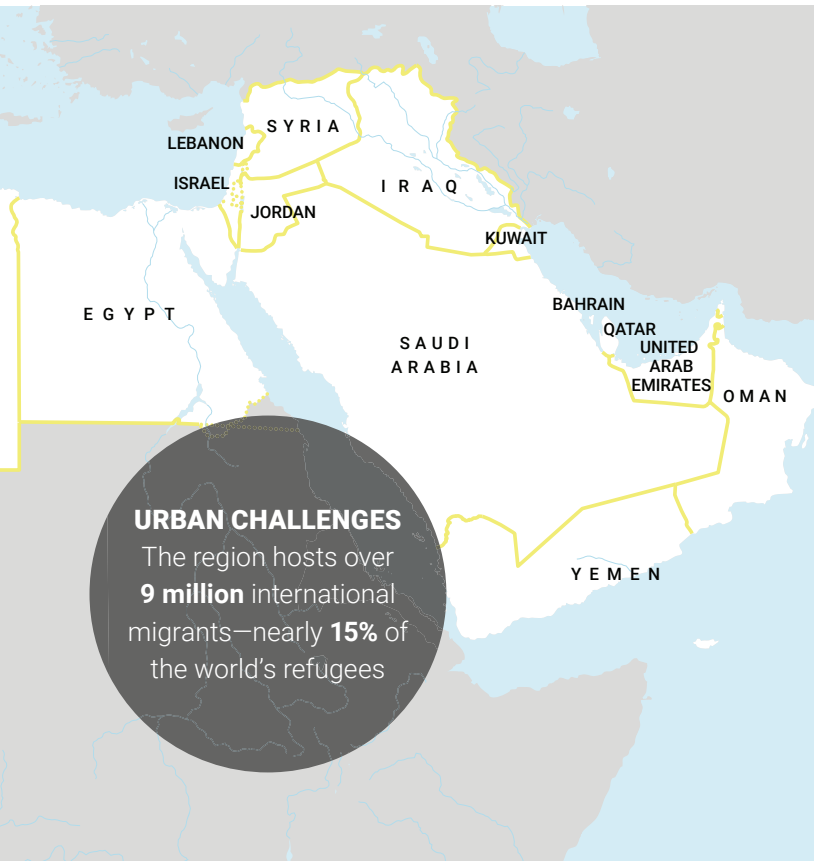 SYRIA
LEBANON
ISRAEL
IRAQ
JORDAN
KUWAIT
EGYPT
BAHRAIN
QATAR
SAUDI
ARABIA
UNITED
ARAB
EMIRATES
OMAN
URBAN CHALLENGES
The region hosts over
9 million international
migrants—nearly 15% of
the world's refugees
YEMEN